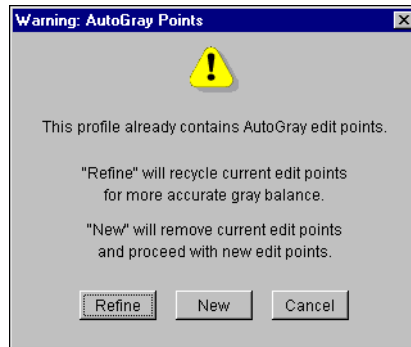 Warning: AutoGray Points
This profile already contains AutoGray edit points.
"Refine" will recycle current edit points
for more accurate gray balance.
"New" will remove current edit points
and proceed with new edit points.
Refine New Cancel